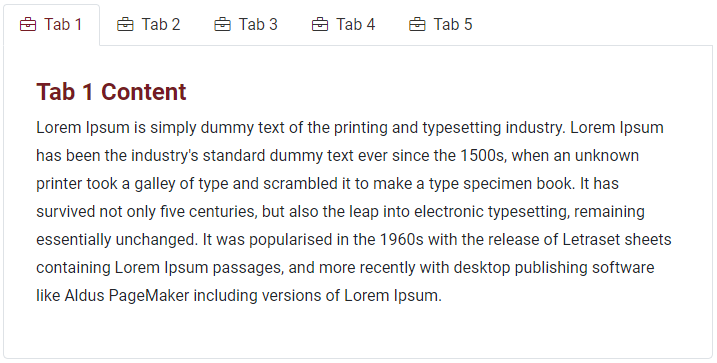 Tab 1 Tab 2 Tab 3 Tab 4 Tab 5
Tab 1 Content
Lorem Ipsum is simply dummy text of the printing and typesetting industry. Lorem Ipsum
has been the industry's standard dummy text ever since the 1500s, when an unknown
printer took a galley of type and scrambled it to make a type specimen book. It has
survived not only five centuries, but also the leap into electronic typesetting, remaining
essentially unchanged. It was popularised in the 1960s with the release of Letraset sheets
containing Lorem Ipsum passages, and more recently with desktop publishing software
like Aldus PageMaker including versions of Lorem Ipsum.